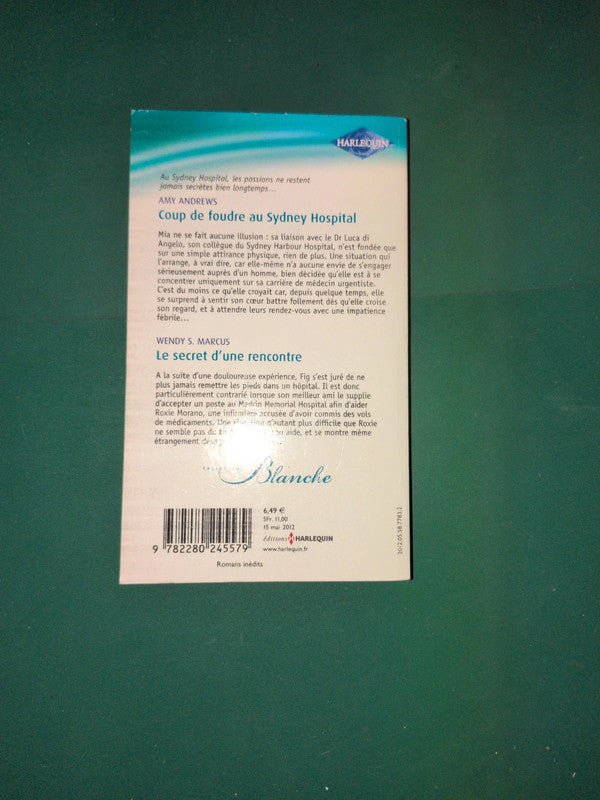 HARLEQUIN
Au Sydney Hospital, les passions ne restent
jamais secrètes bien longtemps...
AMY ANDREWS
Coup de foudre au Sydney Hospital
Mia ne se fait aucune illusion : sa liaison avec le Dr Luca di
Angelo, son collègue du Sydney Harbour Hospital, n'est fondée que
sur une simple attirance physique, rien de plus. Une situation qui
l'arrange, à vrai dire, car elle-même n'a aucune envie de s'engager
sérieusement auprès d'un homme, bien décidée qu'elle est à se
concentrer uniquement sur sa carrière de médecin urgentiste.
C'est du moins ce qu'elle croyait car, depuis quelque temps, elle
se surprend à sentir son cœur battre follement dès qu'elle croise
son regard, et à attendre leurs rendez-vous avec une impatience
fébrile...
WENDY S. MARCUS
Le secret d'une rencontre
A la suite d'une douloureuse expérience, Fig s'est juré de ne
plus jamais remettre les pieds dans un hôpital. Il est donc
particulièrement contrarié lorsque son meilleur ami le supplie
d'accepter un poste au Madrin Memorial Hospital afin d'aider
Roxie Morano, une infirmière accusée d'avoir commis des vols
de médicaments. Une d'autant plus difficile que Roxie
ne semble pas du aide, et se montre même
étrangement
Blanche
6,49 €
SFr. 11,00
15 mai 2012
éditions HARLEQUIN
www.harlequin.fr
9 782280 245579
Romans inédits
2012.05.58.7783.2